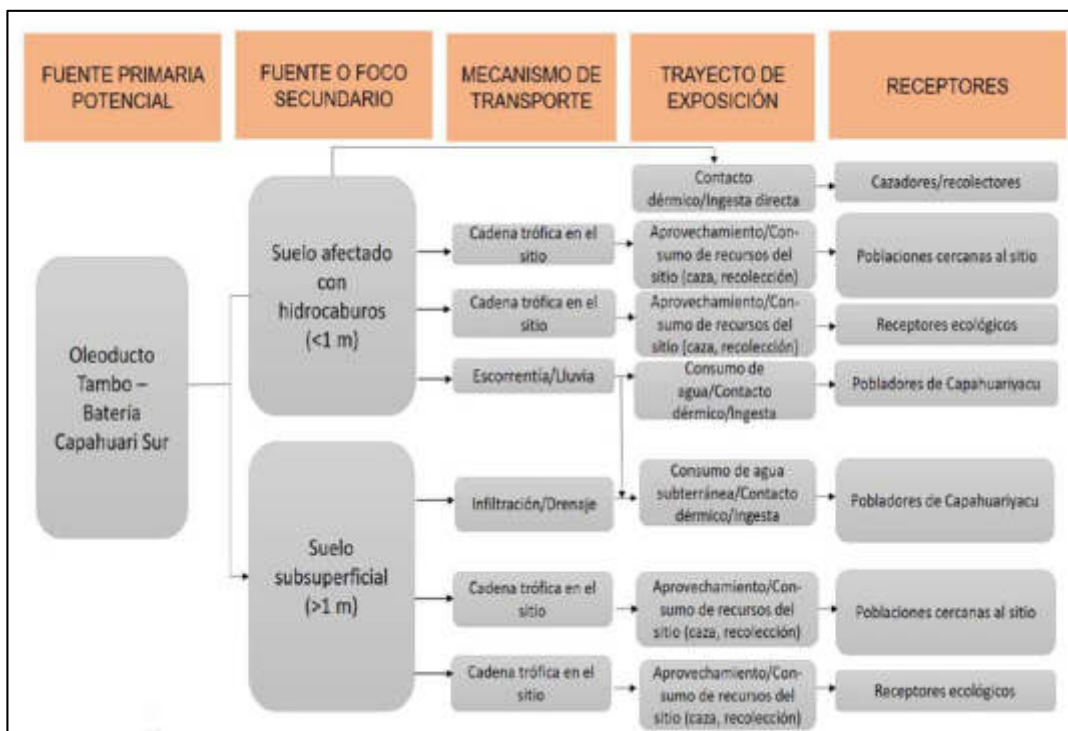 FUENTE PRIMARIA
POTENCIAL
FUENTE O FOCO
SECUNDARIO
MECANISMO DE
TRANSPORTE
TRAYECTO DE
EXPOSICIÓN
RECEPTORES
Oleoducto
Tambo –
Batería
Capahuari Sur
Suelo afectado
con
hidrocaburos
(<1 m)
Contacto
dérmico/Ingesta directa
Cazadores/recolectores
Cadena trófica en el
sitio
Aprovechamiento/Con-
sumo de recursos del
sitio (caza, recolección)
Poblaciones cercanas al sitio
Cadena trófica en el
sitio
Aprovechamiento/Con-
sumo de recursos del
sitio (caza, recolección)
Receptores ecológicos
Escorrentía/Lluvia
Consumo de
agua/Contacto
dérmico/Ingesta
Pobladores de Capahuariyacu
Suelo
subsuperficial
(>1 m)
Infiltración/Drenaje
Consumo de agua
subterránea/Contacto
dérmico/Ingesta
Pobladores de Capahuariyacu
Cadena trófica en el
sitio
Aprovechamiento/Con-
sumo de recursos del
sitio (caza, recolección)
Poblaciones cercanas al sitio
Cadena trófica en el
sitio
Aprovechamiento/Con-
sumo de recursos del
sitio (caza, recolección)
Receptores ecológicos